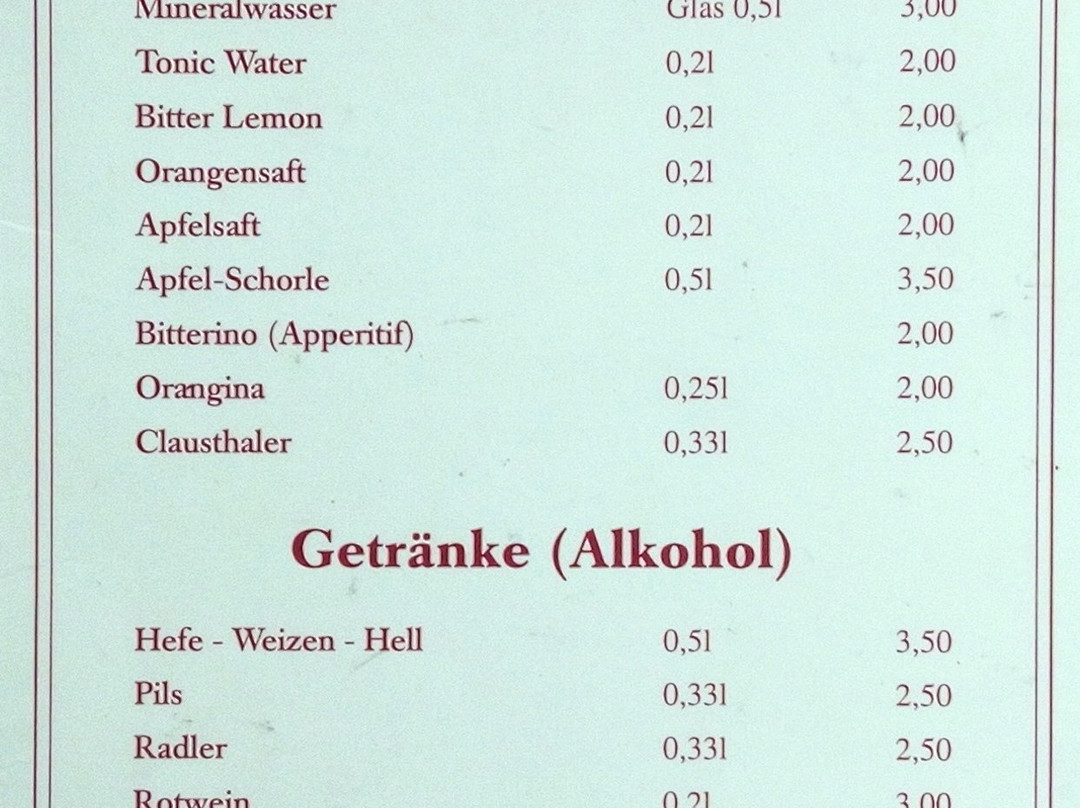 Mineralwasser Glas 0,5l 3,00
Tonic Water 0,2l 2,00
Bitter Lemon 0,2l 2,00
Orangensaft 0,2l 2,00
Apfelsaft 0,2l 2,00
Apfel-Schorle 0,5l 3,50
Bitterino (Apperitif) 2,00
Orangina 0,25l 2,00
Clausthaler 0,33l 2,50
Getränke (Alkohol)
Hefe - Weizen - Hell 0,5l 3,50
Pils 0,33l 2,50
Radler 0,33l 2,50
Rotwein 0,2l 3,00